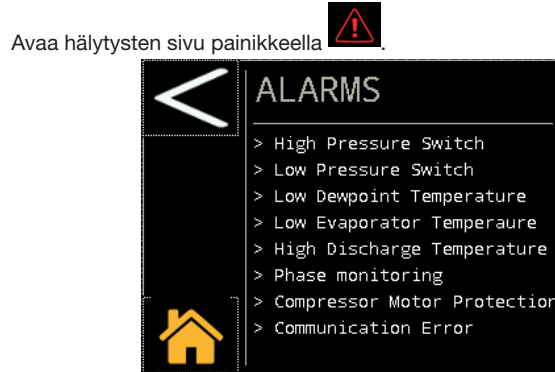 Avaa hälytysten sivu painikkeella .
ALARMS
> High Pressure Switch
> Low Pressure Switch
> Low Dewpoint Temperature
> Low Evaporator Temperaure
> High Discharge Temperature
> Phase monitoring
> Compressor Motor Protection
> Communication Error